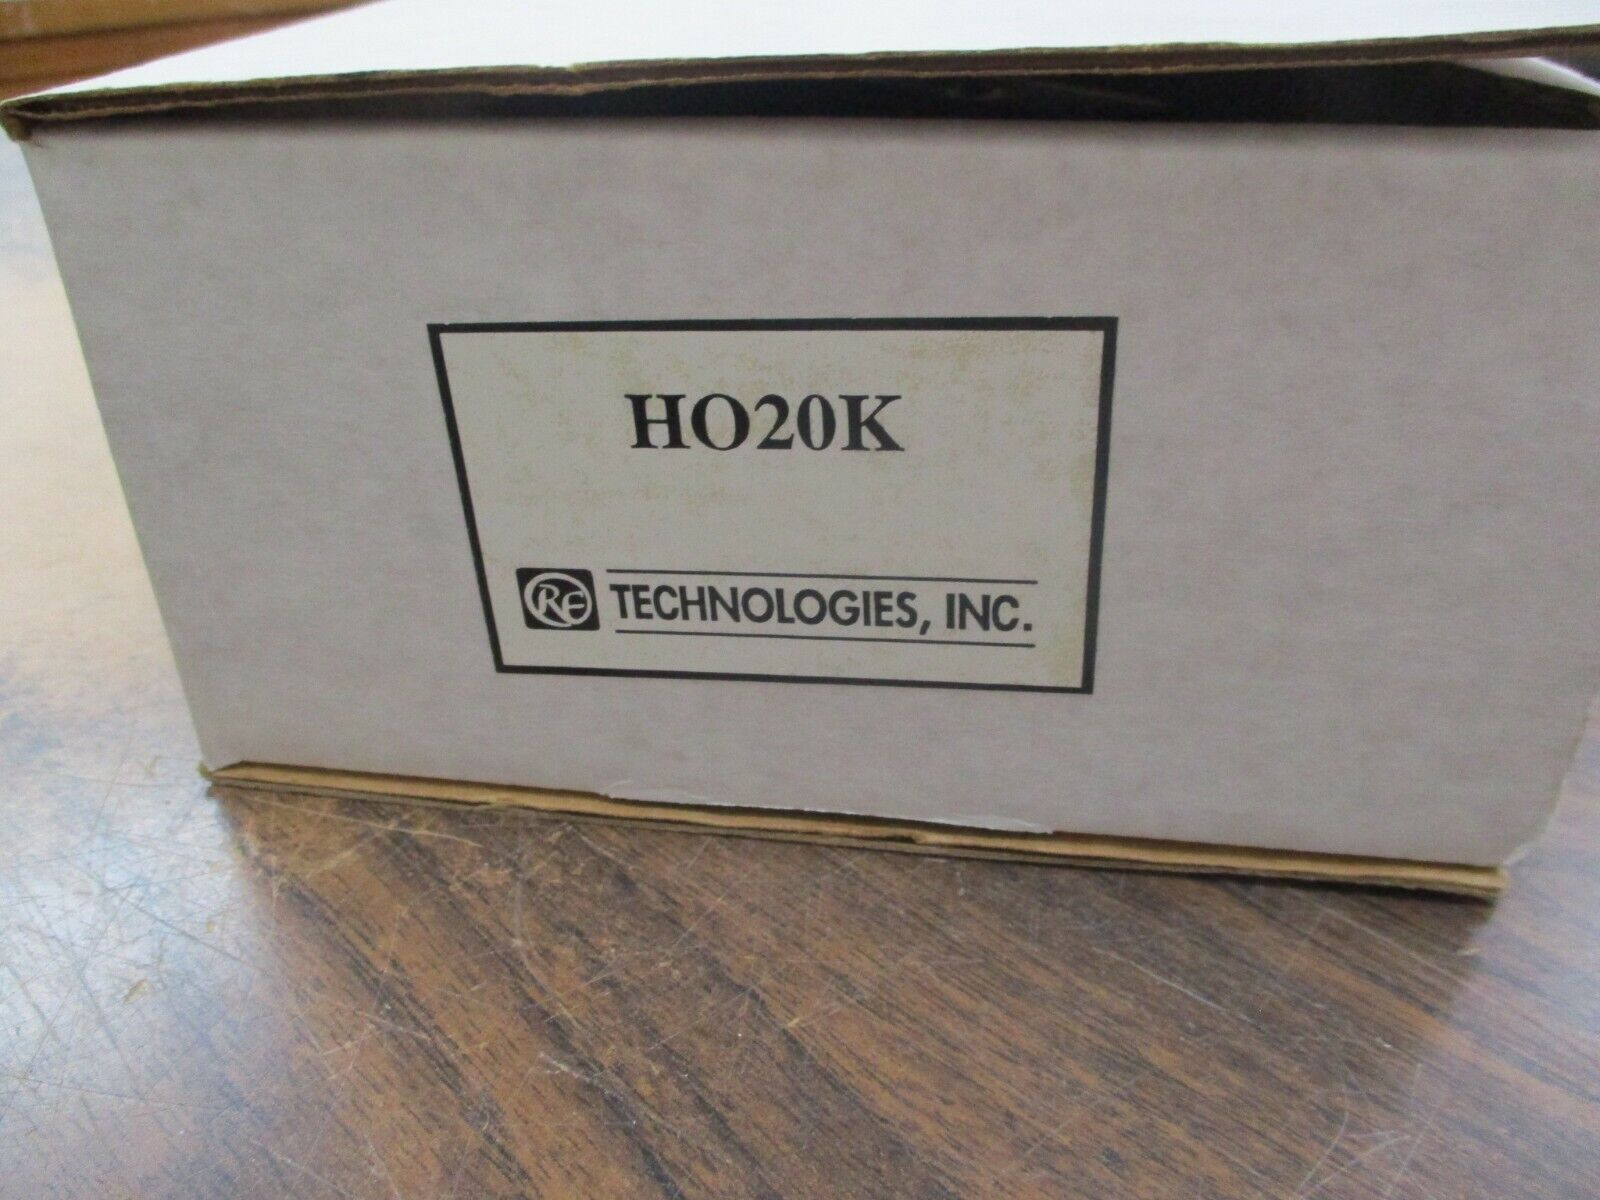 HO20K
RE TECHNOLOGIES, INC.